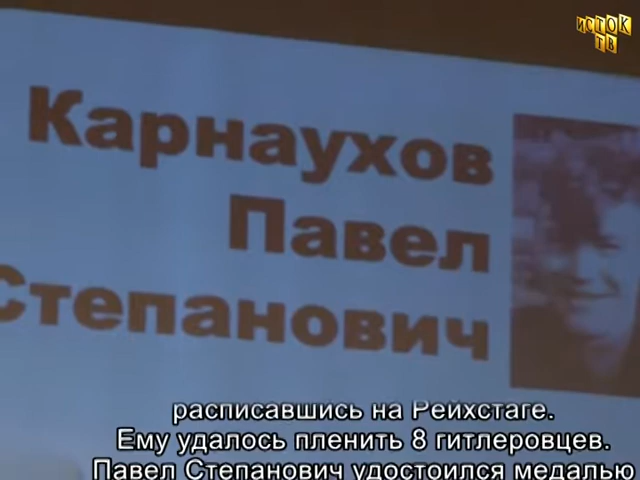 ИСТОК
ТВ
Карнаухов
Павел
Степанович
расписавшись на Рейхстаге.
Ему удалось пленить 8 гитлеровцев.
Павел Степанович удостоился медалью